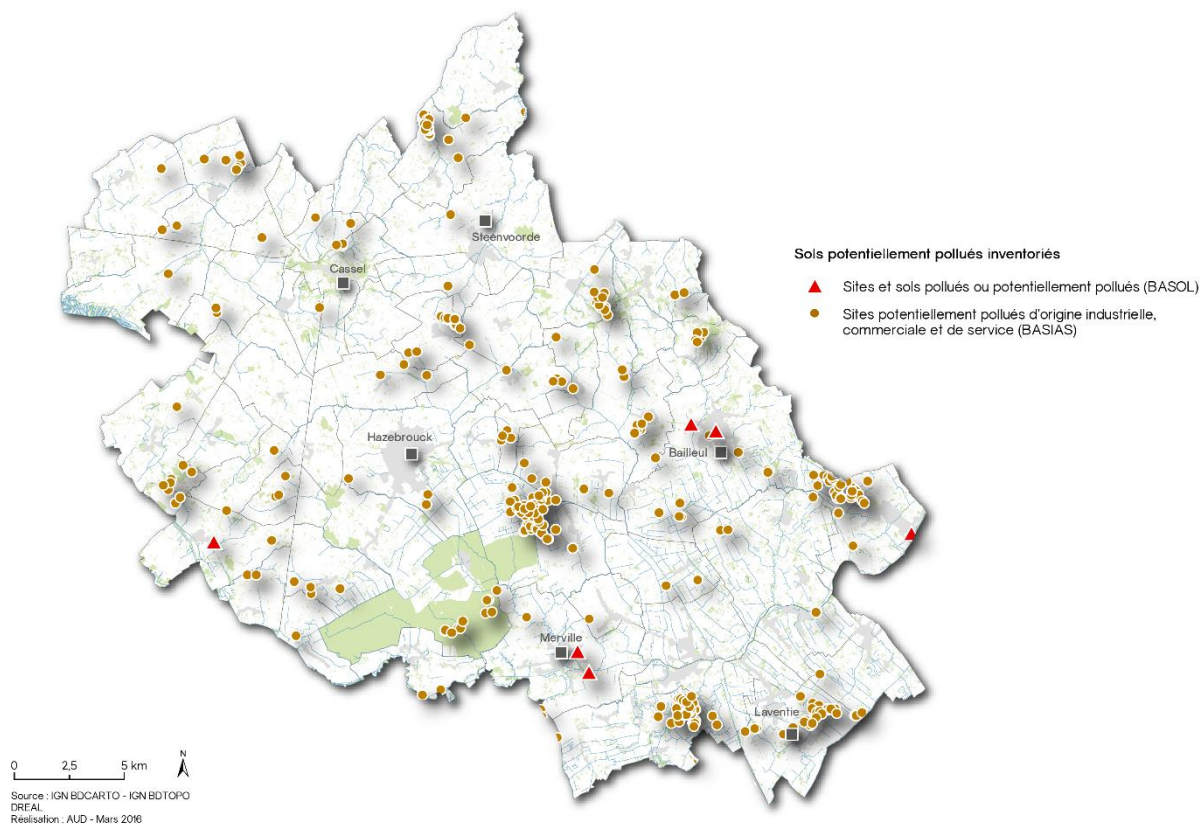 Steenvoorde
Cassel
Hazebrouck
Bailleul
Merville
Laventie
Sols potentiellement pollués inventoriés
Sites et sols pollués ou potentiellement pollués (BASOL)
Sites potentiellement pollués d'origine industrielle,
commerciale et de service (BASIAS)
0 2,5 5 km
N
Source : IGN BDCARTO - IGN BDTOPO
DREAL
Réalisation : AUD - Mars 2016